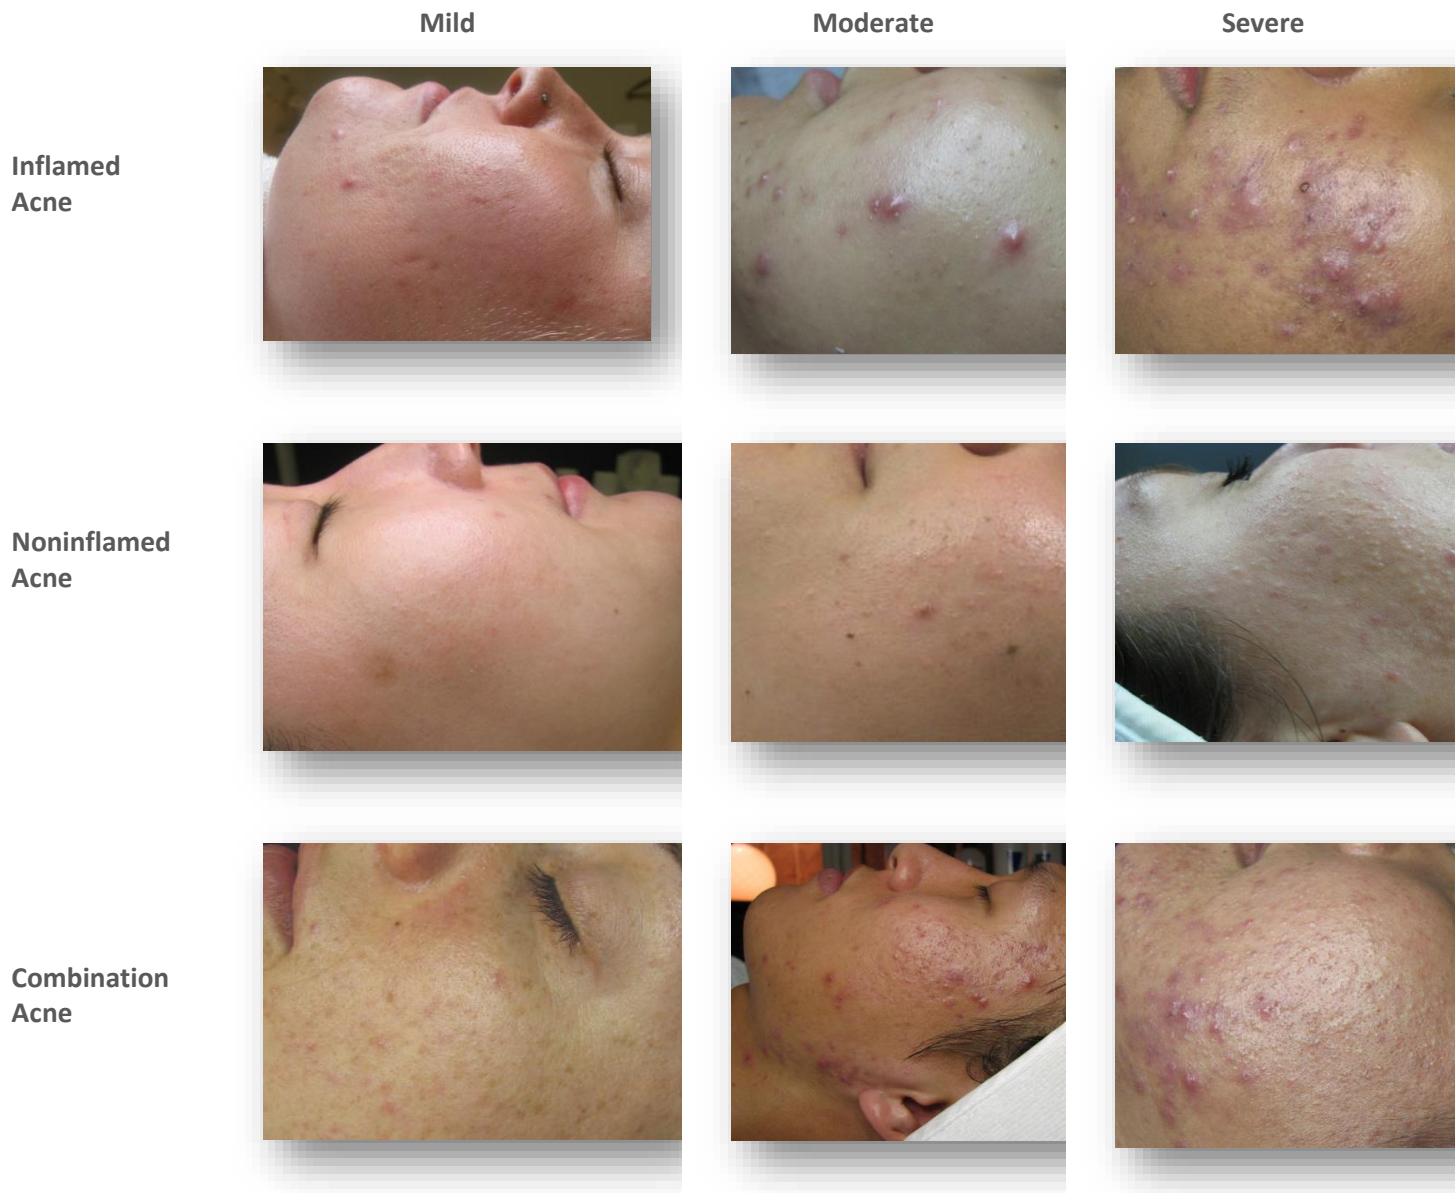 Mild Moderate Severe
Inflamed
Acne
Noninflamed
Acne
Combination
Acne